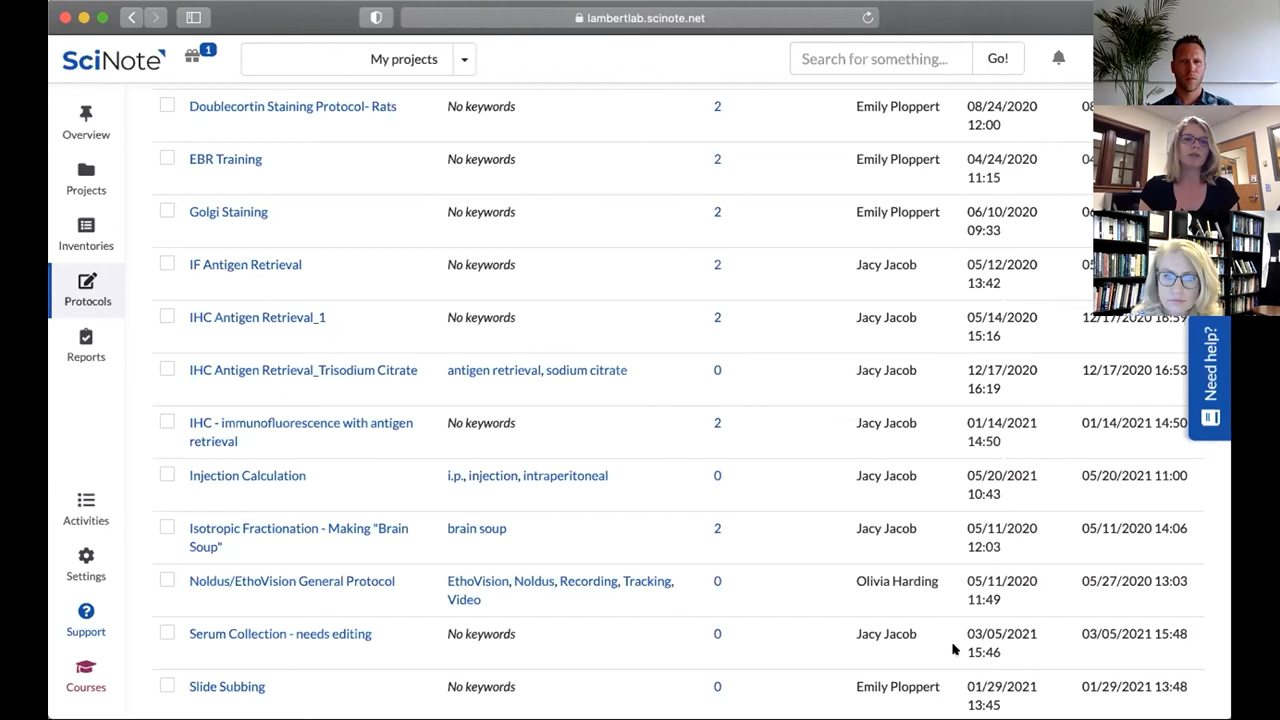 lambertlab.scinote.net
SciNote
1
My projects
Search for something...
Go!
Overview
Projects
Inventories
Protocols
Reports
Activities
Settings
Support
Courses
Doublecortin Staining Protocol- Rats No keywords 2 Emily Ploppert 08/24/2020 08
12:00
EBR Training No keywords 2 Emily Ploppert 04/24/2020 04
11:15
Golgi Staining No keywords 2 Emily Ploppert 06/10/2020
09:33
IF Antigen Retrieval No keywords 2 Jacy Jacob 05/12/2020
13:42
IHC Antigen Retrieval_1 No keywords 2 Jacy Jacob 05/14/2020 12/17/2020 16:59
15:16
IHC Antigen Retrieval_Trisodium Citrate antigen retrieval, sodium citrate 0 Jacy Jacob 12/17/2020 12/17/2020 16:53
16:19
IHC - immunofluorescence with antigen No keywords 2 Jacy Jacob 01/14/2021 01/14/2021 14:50
retrieval 14:50
Injection Calculation i.p., injection, intraperitoneal 0 Jacy Jacob 05/20/2021 05/20/2021 11:00
10:43
Isotropic Fractionation - Making "Brain brain soup 2 Jacy Jacob 05/11/2020 05/11/2020 14:06
Soup" 12:03
Noldus/EthoVision General Protocol EthoVision, Noldus, Recording, Tracking, 0 Olivia Harding 05/11/2020 05/27/2020 13:03
Video 11:49
Serum Collection - needs editing No keywords 0 Jacy Jacob 03/05/2021 03/05/2021 15:48
15:46
Slide Subbing No keywords 0 Emily Ploppert 01/29/2021 01/29/2021 13:48
13:45
Need help?